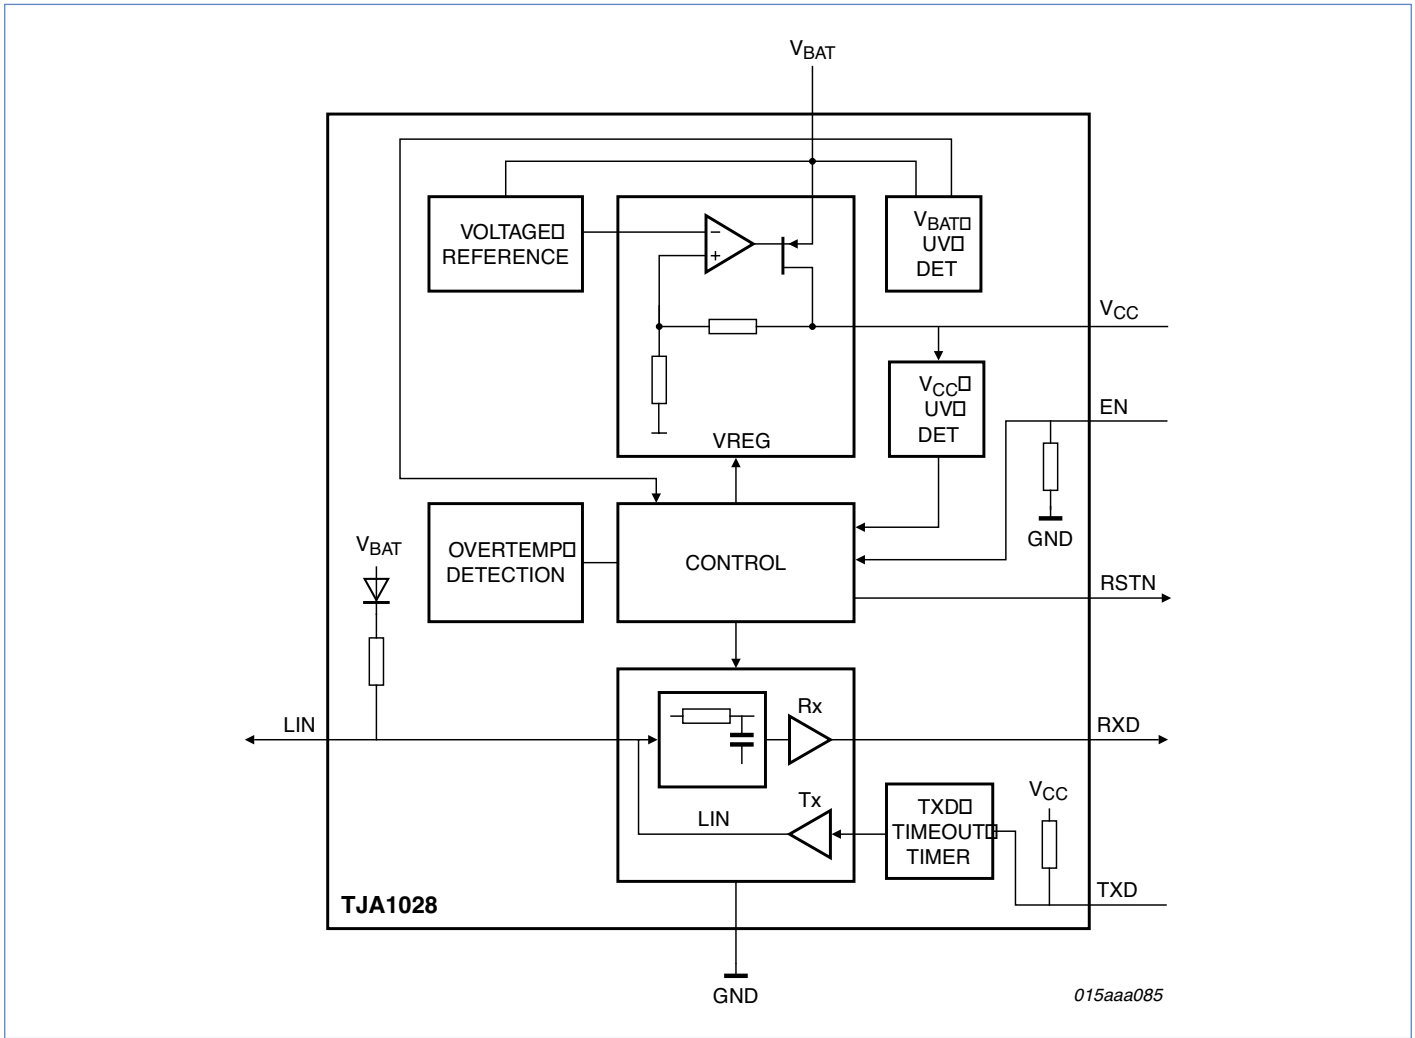 VBAT
VOLTAGE
REFERENCE
−
+
VREG
VBAT
UV
DET
VCC
VCC
UV
DET
EN
GND
VBAT
OVERTEMP
DETECTION
CONTROL
RSTN
LIN
Rx
RXD
Tx
LIN
TXD
TIMEOUT
TIMER
VCC
TXD
TJA1028
GND
015aaa085